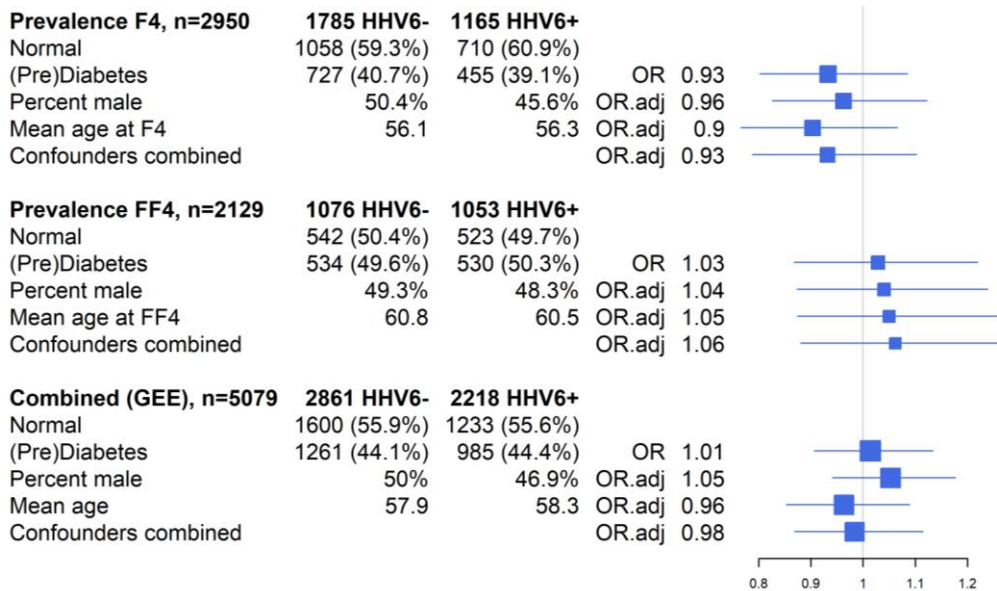 Prevalence F4, n=2950 1785 HHV6- 1165 HHV6+
Normal 1058 (59.3%) 710 (60.9%)
(Pre)Diabetes 727 (40.7%) 455 (39.1%) OR 0.93
Percent male 50.4% 45.6% OR.adj 0.96
Mean age at F4 56.1 56.3 OR.adj 0.9
Confounders combined OR.adj 0.93
Prevalence FF4, n=2129 1076 HHV6- 1053 HHV6+
Normal 542 (50.4%) 523 (49.7%)
(Pre)Diabetes 534 (49.6%) 530 (50.3%) OR 1.03
Percent male 49.3% 48.3% OR.adj 1.04
Mean age at FF4 60.8 60.5 OR.adj 1.05
Confounders combined OR.adj 1.06
Combined (GEE), n=5079 2861 HHV6- 2218 HHV6+
Normal 1600 (55.9%) 1233 (55.6%)
(Pre)Diabetes 1261 (44.1%) 985 (44.4%) OR 1.01
Percent male 50% 46.9% OR.adj 1.05
Mean age 57.9 58.3 OR.adj 0.96
Confounders combined OR.adj 0.98
0.8 0.9 1 1.1 1.2